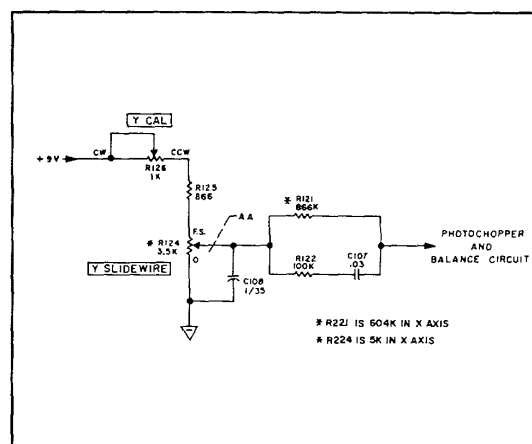 Y CAL
+9V
CW
CCW
R126
1K
R125
866
F.S.
AA
* R124
3.5K
O
Y SLIDEWIRE
C108
1/35
* R121
866K
R122
100K
C107
.03
PHOTOCHOPPER
AND
BALANCE CIRCUIT
* R221 IS 604K IN X AXIS
* R224 IS 5K IN X AXIS